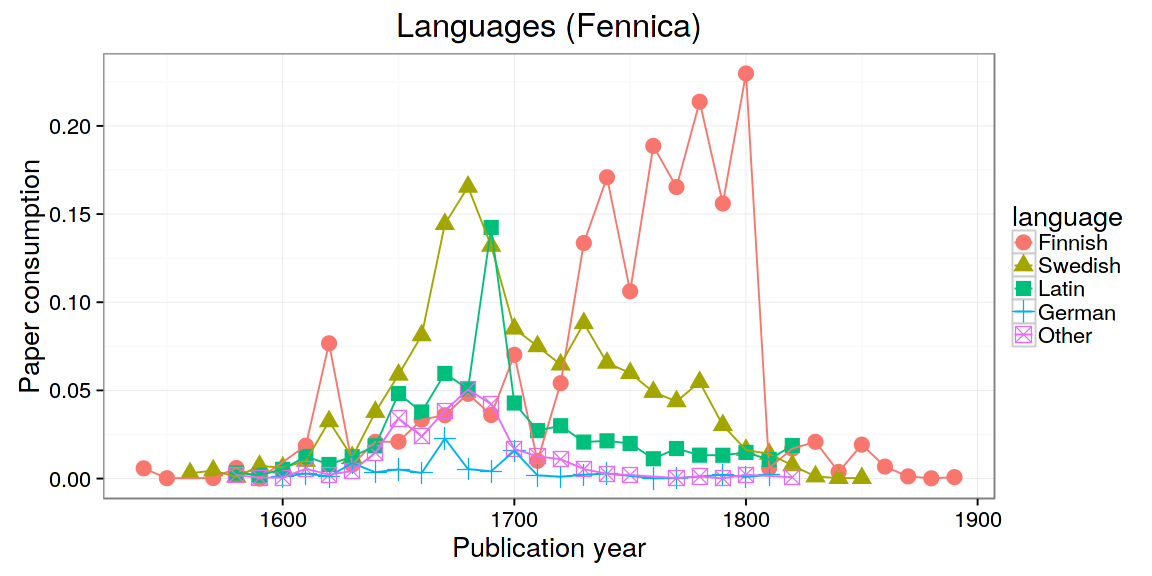 Languages (Fennica)
Paper consumption
0.20
0.15
0.10
0.05
0.00
1600 1700 1800 1900
Publication year
language
Finnish
Swedish
Latin
German
Other